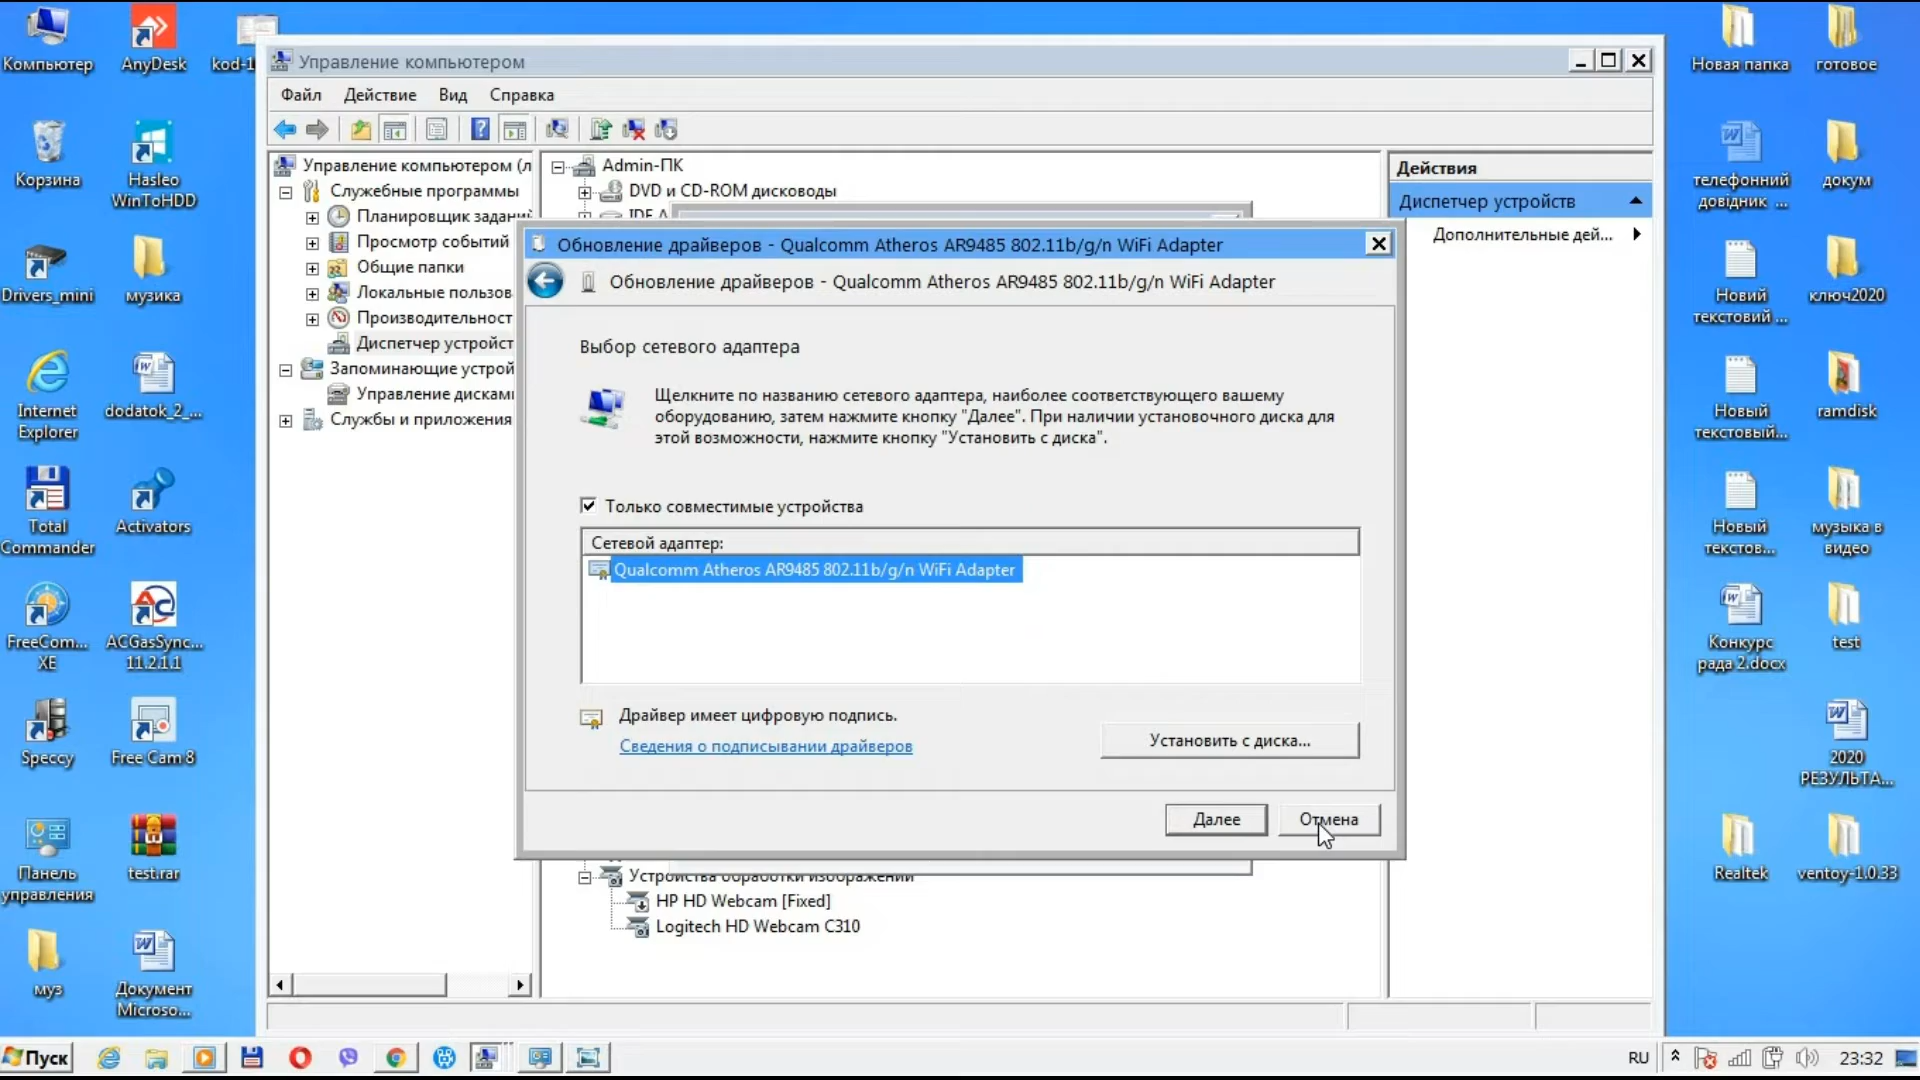 Компьютер
AnyDesk
kod-1
Корзина
Hasleo
WinToHDD
Drivers_mini
музика
Internet
Explorer
dodatok_2_...
Total
Commander
Activators
FreeCom...
XE
ACGasSync...
11.2.1.1
Speccy
Free Cam 8
Панель
управления
test.rar
муз
Документ
Microso...
Управление компьютером
Файл Действие Вид Справка
Управление компьютером (л
Служебные программы
Планировщик заданий
Просмотр событий
Общие папки
Локальные пользов
Производительност
Диспетчер устройст
Запоминающие устрой
Управление дисками
Службы и приложения
Admin-ПК
DVD и CD-ROM дисководы
IDE A
Обновление драйверов - Qualcomm Atheros AR9485 802.11b/g/n WiFi Adapter
Обновление драйверов - Qualcomm Atheros AR9485 802.11b/g/n WiFi Adapter
Выбор сетевого адаптера
Щелкните по названию сетевого адаптера, наиболее соответствующего вашему
оборудованию, затем нажмите кнопку "Далее". При наличии установочного диска для
этой возможности, нажмите кнопку "Установить с диска".
Только совместимые устройства
Сетевой адаптер:
Qualcomm Atheros AR9485 802.11b/g/n WiFi Adapter
Драйвер имеет цифровую подпись.
Сведения о подписывании драйверов
Установить с диска...
Далее
Отмена
Устройства обработки изображений
HP HD Webcam [Fixed]
Logitech HD Webcam C310
Действия
Диспетчер устройств
Дополнительные дей...
Новая папка
готовое
телефонний
довідник ...
докум
Новий
текстовий ...
ключ2020
Новый
текстовый...
ramdisk
Новый
текстов...
музыка в
видео
Конкурс
рада 2.docx
test
2020
РЕЗУЛЬТА...
Realtek
ventoy-1.0.33
Пуск
RU
23:32